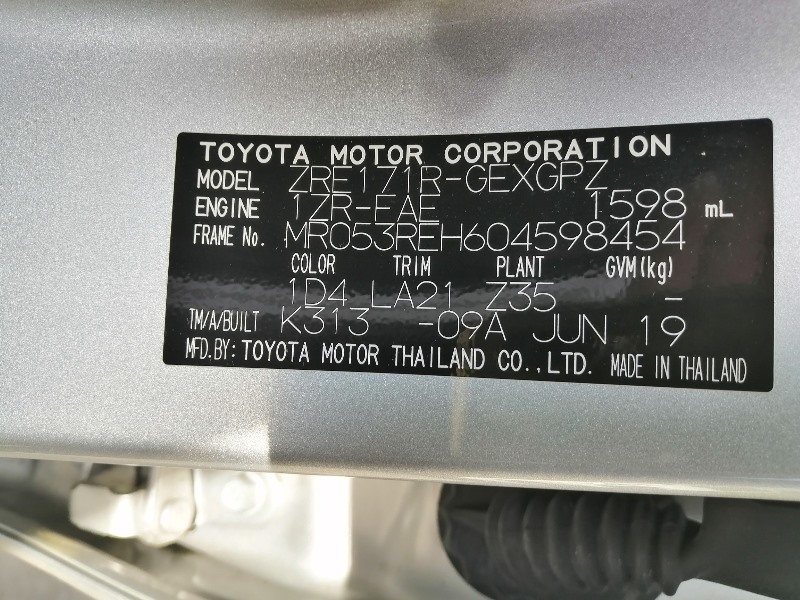 TOYOTA MOTOR CORPORATION
MODEL ZRE171R-GEXGPZ
ENGINE 1ZR-FAE 1598 mL
FRAME No. MR053REH604598454
COLOR TRIM PLANT GVM(kg)
1D4 LA21 Z35 -
TM/A/BUILT K313 -09A JUN 19
MFD.BY: TOYOTA MOTOR THAILAND CO.,LTD. MADE IN THAILAND